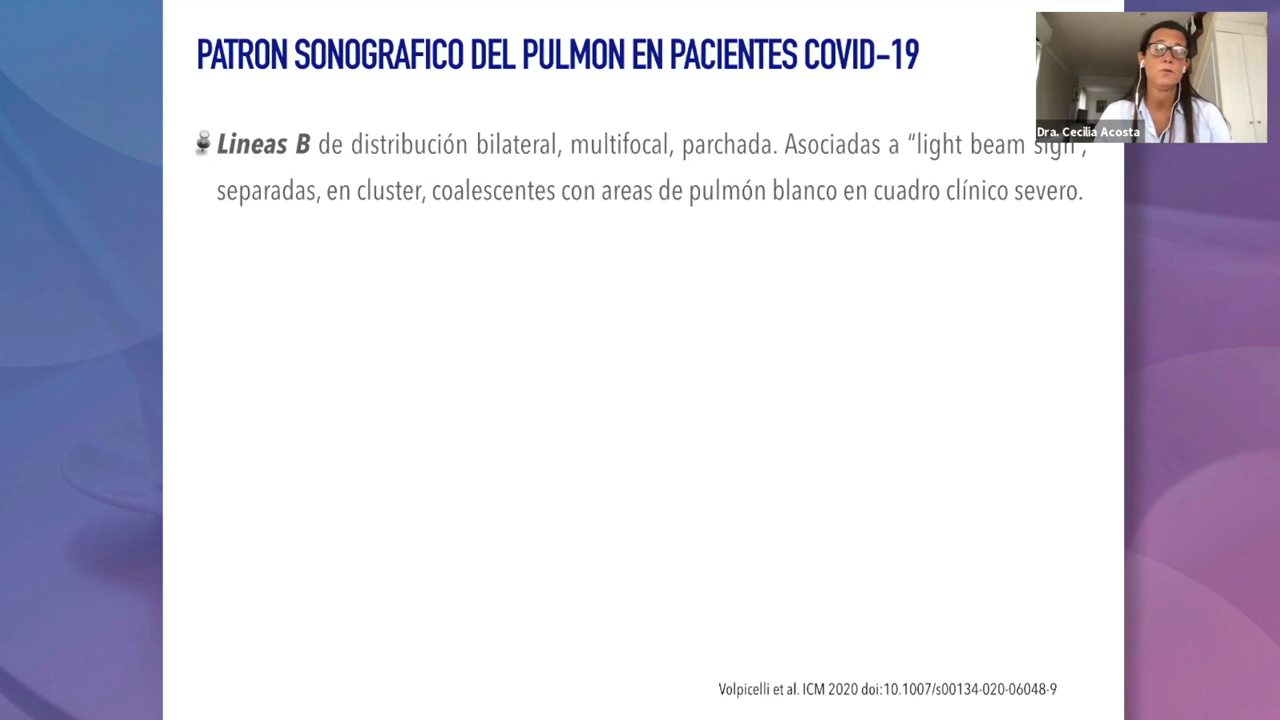 PATRON SONOGRAFICO DEL PULMON EN PACIENTES COVID-19
Dra. Cecilia Acosta
Lineas B de distribución bilateral, multifocal, parchada. Asociadas a "light beam sign",
separadas, en cluster, coalescentes con areas de pulmón blanco en cuadro clínico severo.
Volpicelli et al. ICM 2020 doi:10.1007/s00134-020-06048-9